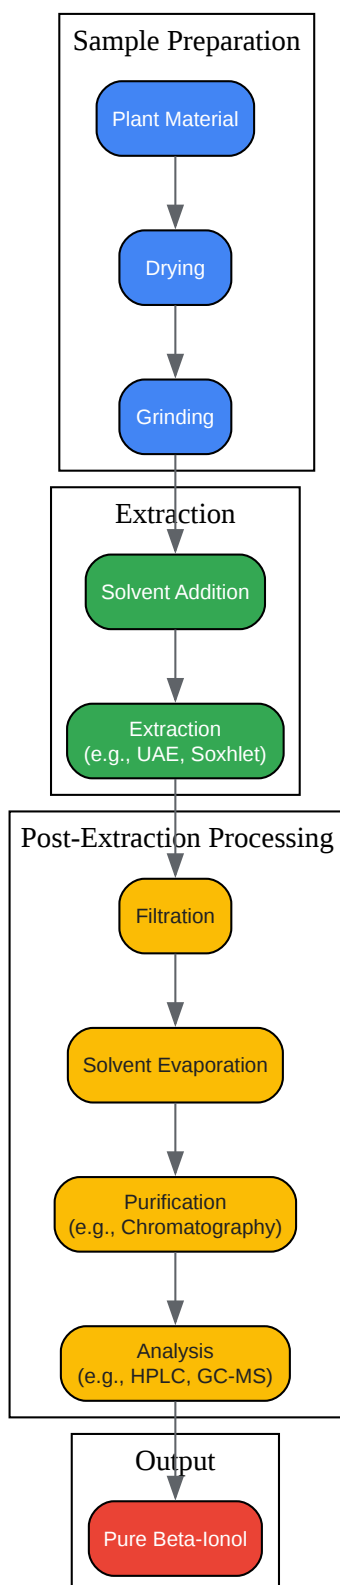 Sample Preparation
Plant Material
Drying
Grinding
Extraction
Solvent Addition
Extraction
(e.g., UAE, Soxhlet)
Post-Extraction Processing
Filtration
Solvent Evaporation
Purification
(e.g., Chromatography)
Analysis
(e.g., HPLC, GC-MS)
Output
Pure Beta-Ionol